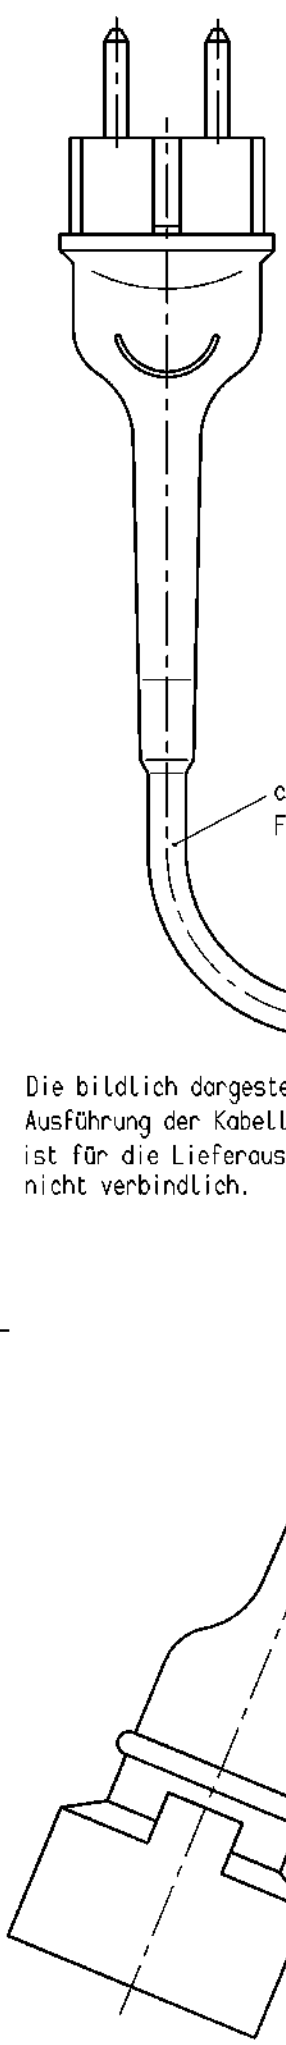 c
F
Die bildlich dargeste
Ausführung der Kabell
ist für die Lieferaus
nicht verbindlich.